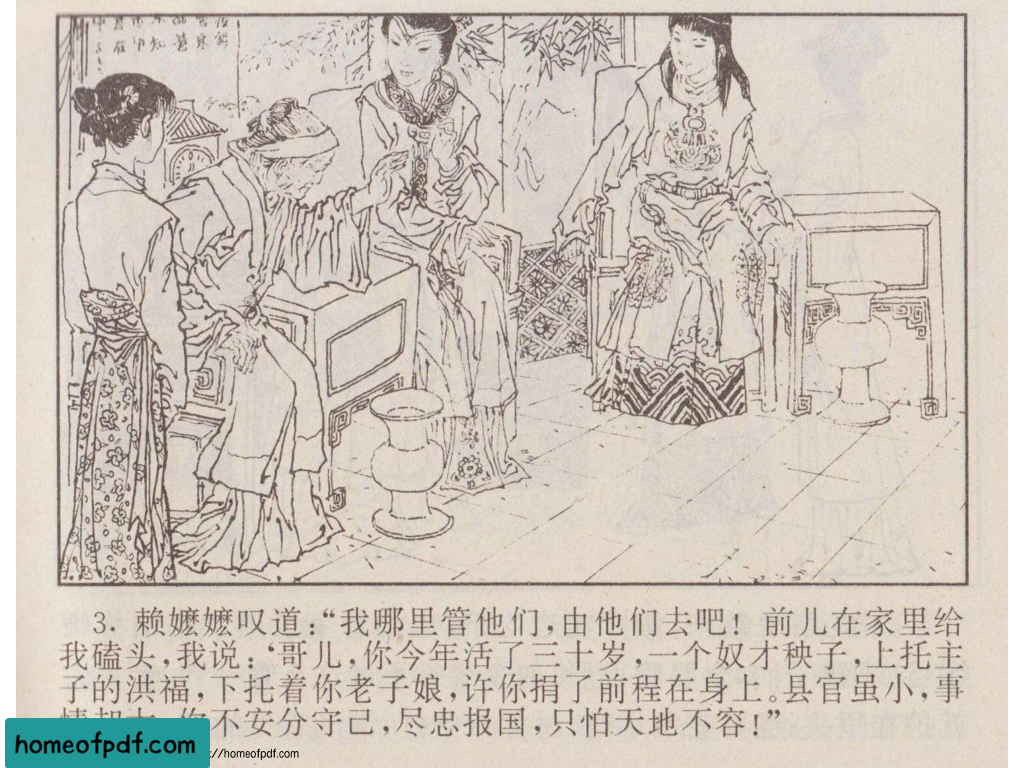 3. 赖嬷嬷叹道:“我哪里管他们,由他们去吧! 前儿在家里给
我磕头,我说:‘哥儿,你今年活了三十岁,一个奴才秧子,上托主
子的洪福,下托着你老子娘,许你捐了前程在身上。县官虽小,事
你不安分守己,尽忠报国,只怕天地不容!”
homeofpdf.com
://homeofpdf.com